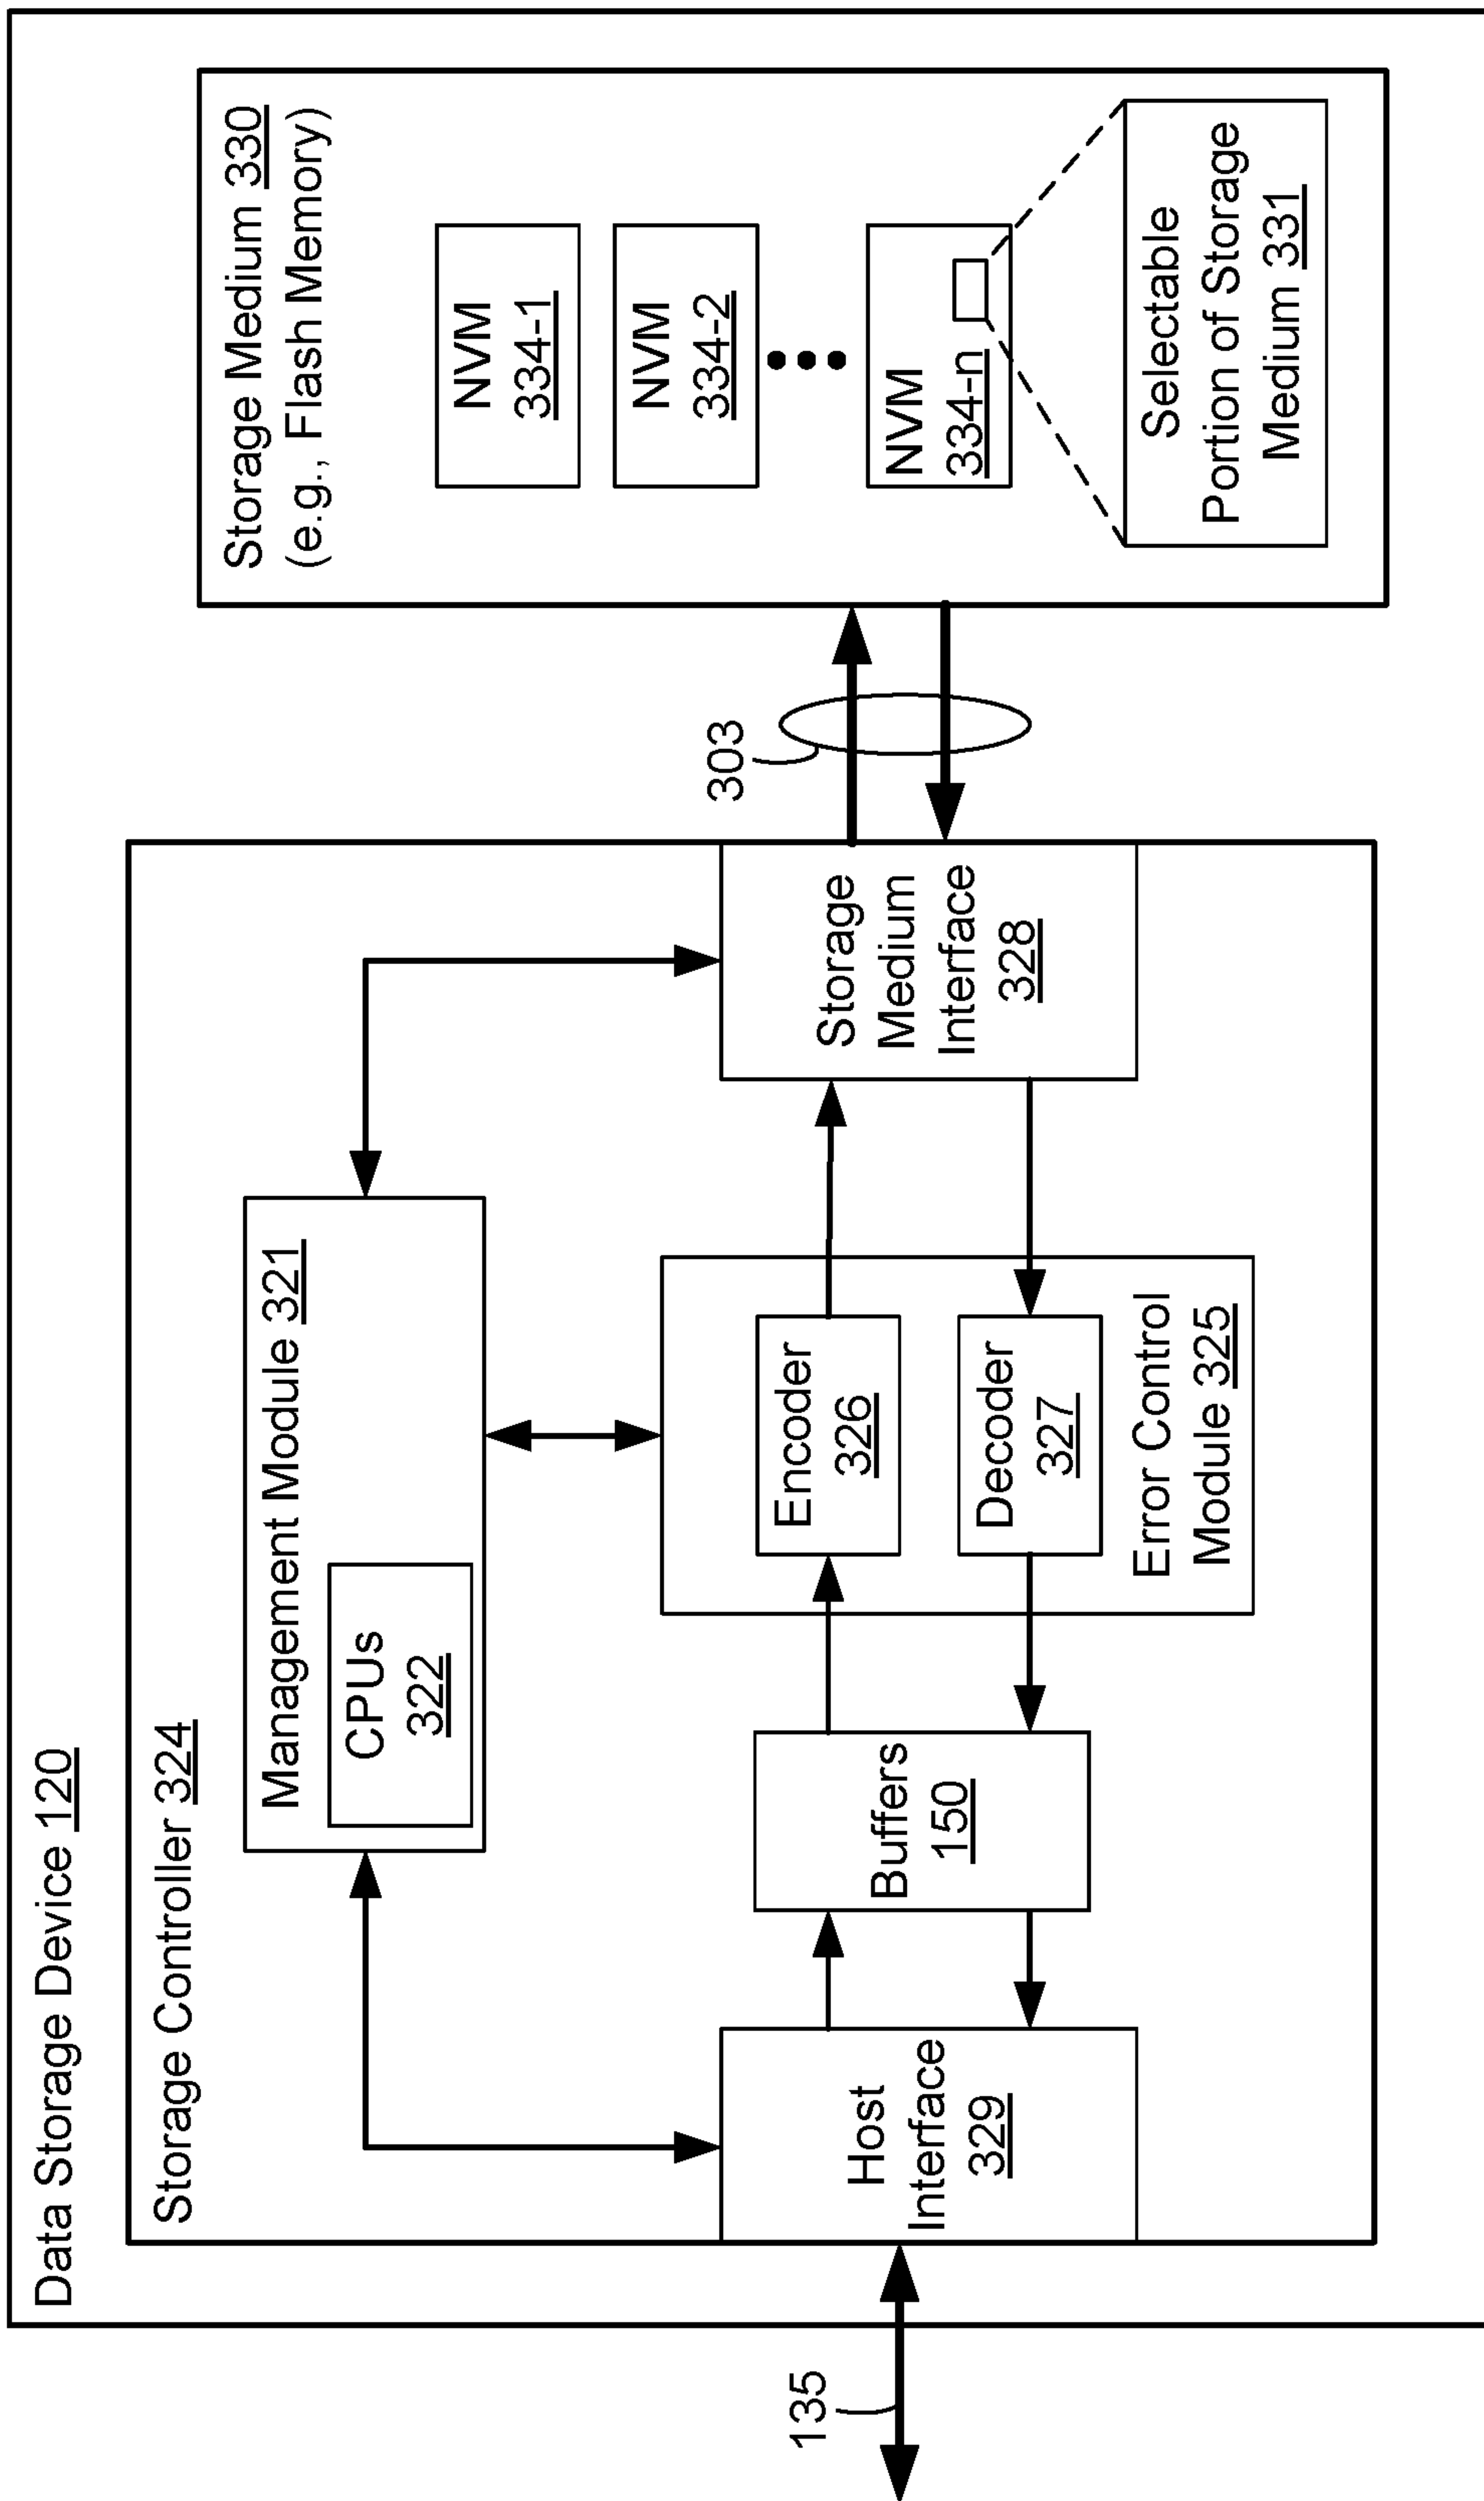 Data Storage Device 120
Storage Controller 324
Management Module 321
CPUs
322
135
Host
Interface
329
Buffers
150
Encoder
326
Decoder
327
Error Control
Module 325
Storage
Medium
Interface
328
303
Storage Medium 330
(e.g., Flash Memory)
NVM
334-1
NVM
334-2
NVM
334-n
Selectable
Portion of Storage
Medium 331